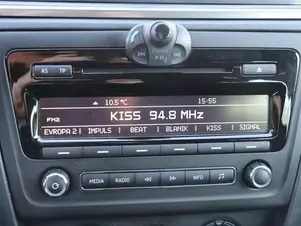 AS TP
10.5°C 15:55
KISS 94.8 MHz
FM2
EVROPA 2 IMPULS BEAT BLANIK KISS SIGNAL
MEDIA RADIO INFO